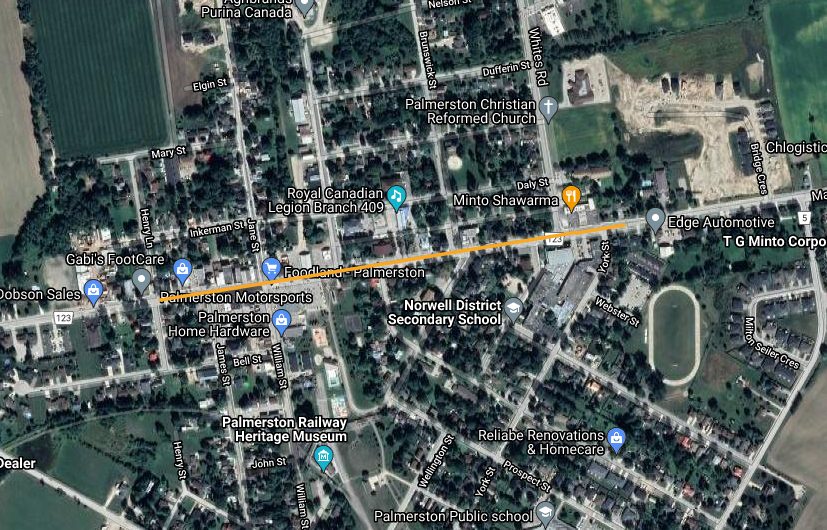 Agribrands
Purina Canada
Nelson St
Brunswick St
Whites Rd
Elgin St
Dufferin St
Palmerston Christian
Reformed Church
Mary St
Bridge Cres
Chlogistic
Royal Canadian
Legion Branch 409
Daly St
Minto Shawarma
Henry Ln
Inkerman St
Jane St
Edge Automotive
Ma
5
T G Minto Corpo
123
York St
Gabi's FootCare
Foodland - Palmerston
Dobson Sales
Palmerston Motorsports
123
Palmerston
Home Hardware
Norwell District
Secondary School
Webster St
Milton Seiler Cres
James St
Bell St
William St
Palmerston Railway
Heritage Museum
Reliabe Renovations
& Homecare
Dealer
Henry St
John St
Wellington St
York St
Prospect St
William St
Palmerston Public school